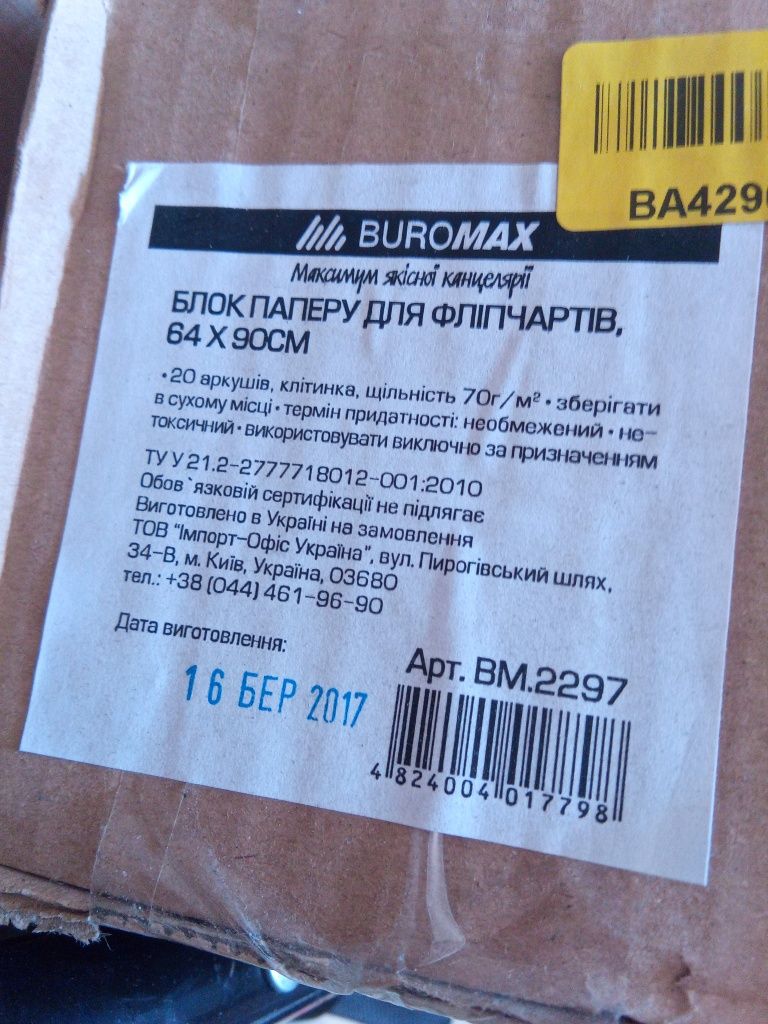 BA429
BUROMAX
Максимум якісної канцелярії
БЛОК ПАПЕРУ ДЛЯ ФЛІПЧАРТІВ,
64 X 90СМ
• 20 аркушів, клітинка, щільність 70г/м² • зберігати
в сухому місці • термін придатності: необмежений • не-
токсичний • використовувати виключно за призначенням
ТУ У 21.2-2777718012-001:2010
Обов`язковій сертифікації не підлягає
Виготовлено в Україні на замовлення
ТОВ "Імпорт-Офіс Україна", вул. Пирогівський шлях,
34-В, м. Київ, Україна, 03680
тел.: +38 (044) 461-96-90
Дата виготовлення:
16 БЕР 2017
Арт. ВМ.2297
4 824004 017798